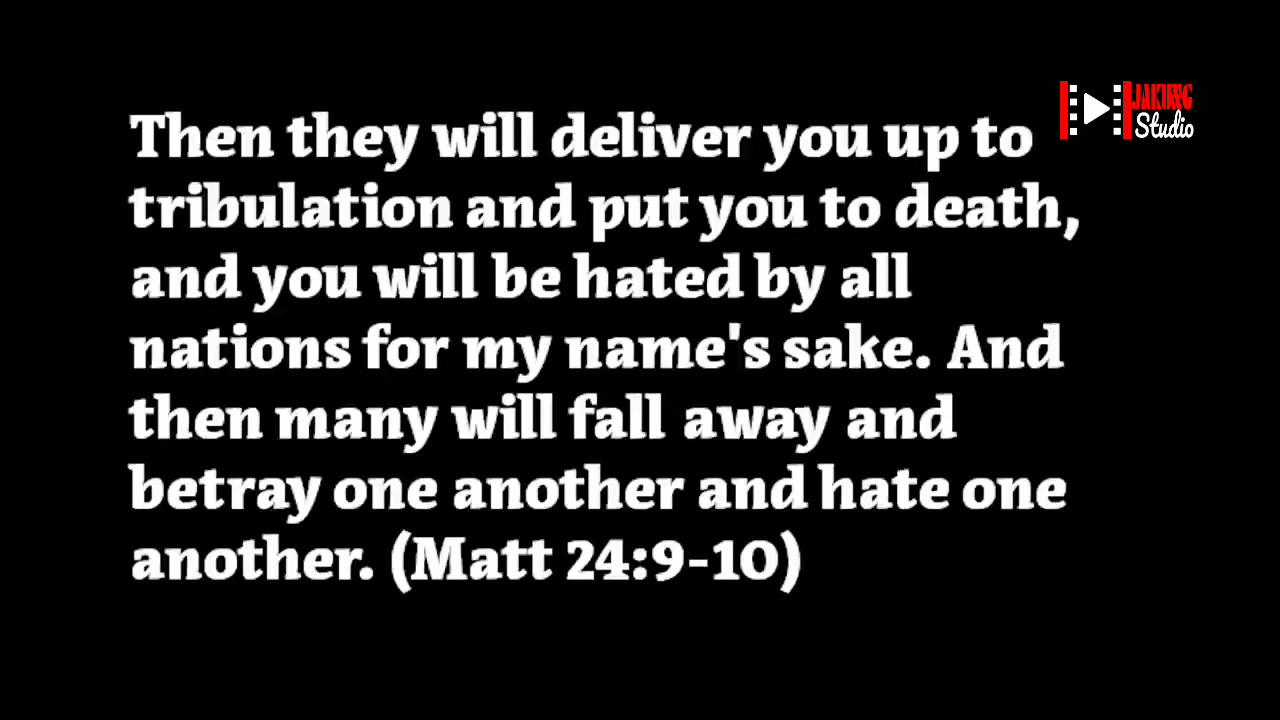 Then they will deliver you up to
tribulation and put you to death,
and you will be hated by all
nations for my name's sake. And
then many will fall away and
betray one another and hate one
another. (Matt 24:9-10)
Studio